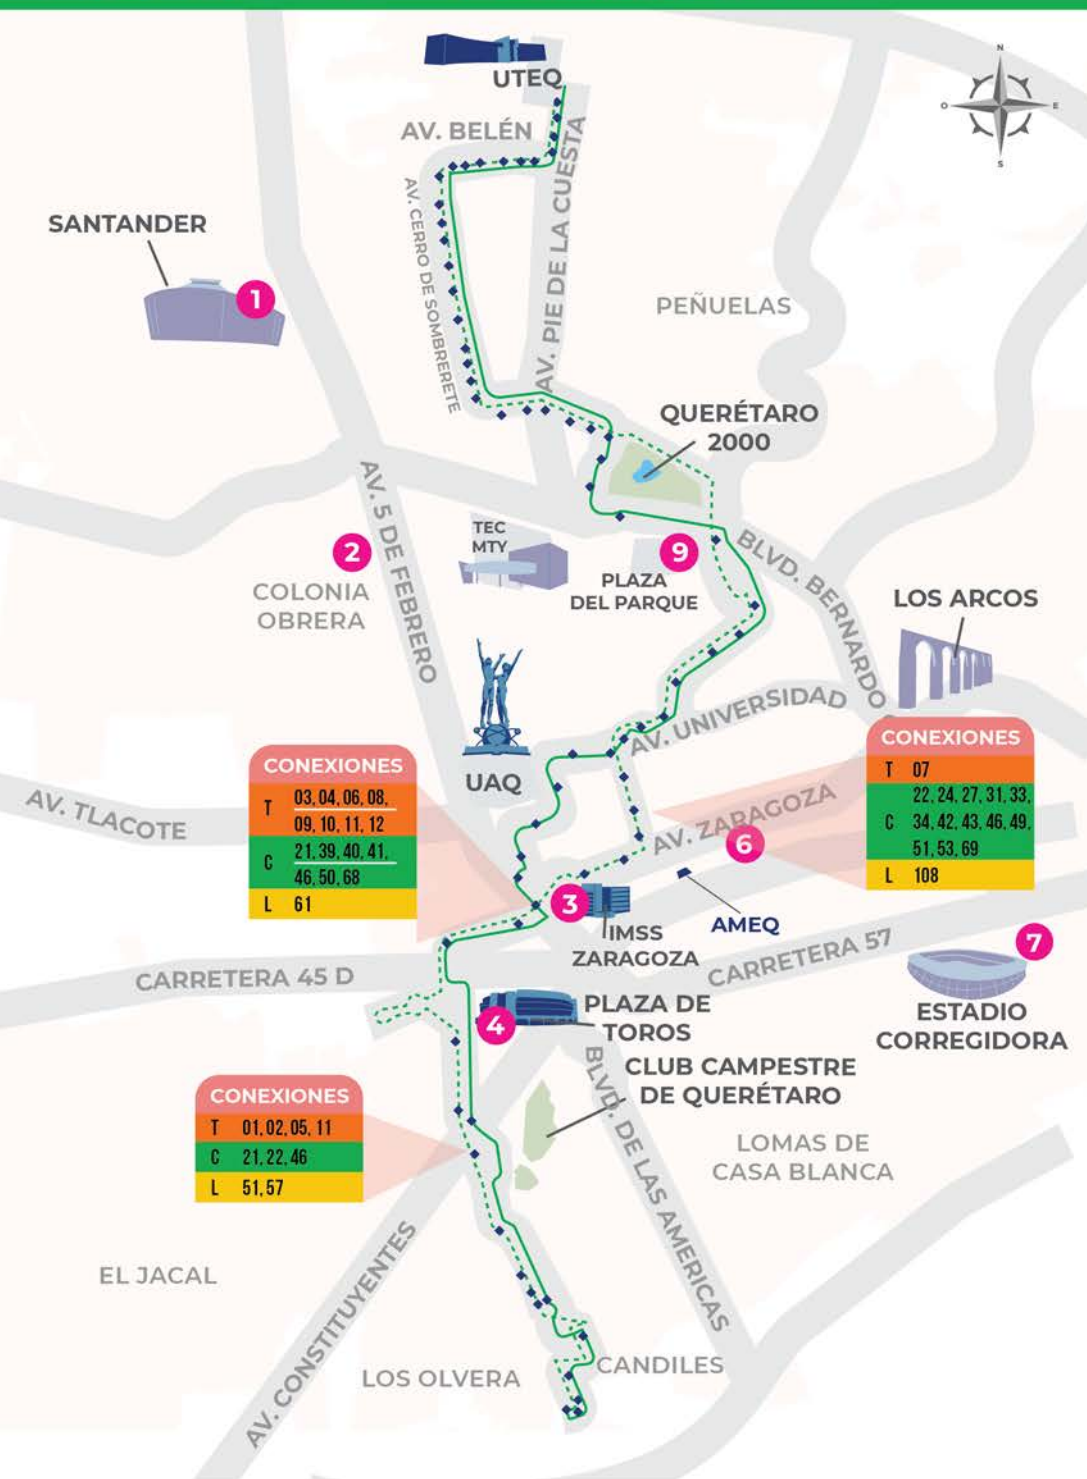 N
O
E
S
UTEQ
AV. BELÉN
AV. PIE DE LA CUESTA
AV. CERRO DE SOMBRERETE
SANTANDER
1
PEÑUELAS
QUERÉTARO
2000
AV. 5 DE FEBRERO
2
COLONIA
OBRERA
TEC
MTY
9
PLAZA
DEL PARQUE
BLVD. BERNARDO Q
LOS ARCOS
UAQ
AV. UNIVERSIDAD
CONEXIONES
T 07
C 22, 24, 27, 31, 33,
34, 42, 43, 46, 49,
51, 53, 69
L 108
CONEXIONES
T 03, 04, 06, 08,
09, 10, 11, 12
C 21, 39, 40, 41,
46, 50, 68
L 61
AV. TLACOTE
AV. ZARAGOZA
6
3
IMSS
ZARAGOZA
AMEQ
CARRETERA 45 D
CARRETERA 57
7
ESTADIO
CORREGIDORA
4
PLAZA DE
TOROS
CLUB CAMPESTRE
DE QUERÉTARO
BLVD. DE LAS AMERICAS
LOMAS DE
CASA BLANCA
CONEXIONES
T 01, 02, 05, 11
C 21, 22, 46
L 51, 57
EL JACAL
AV. CONSTITUYENTES
LOS OLVERA
CANDILES